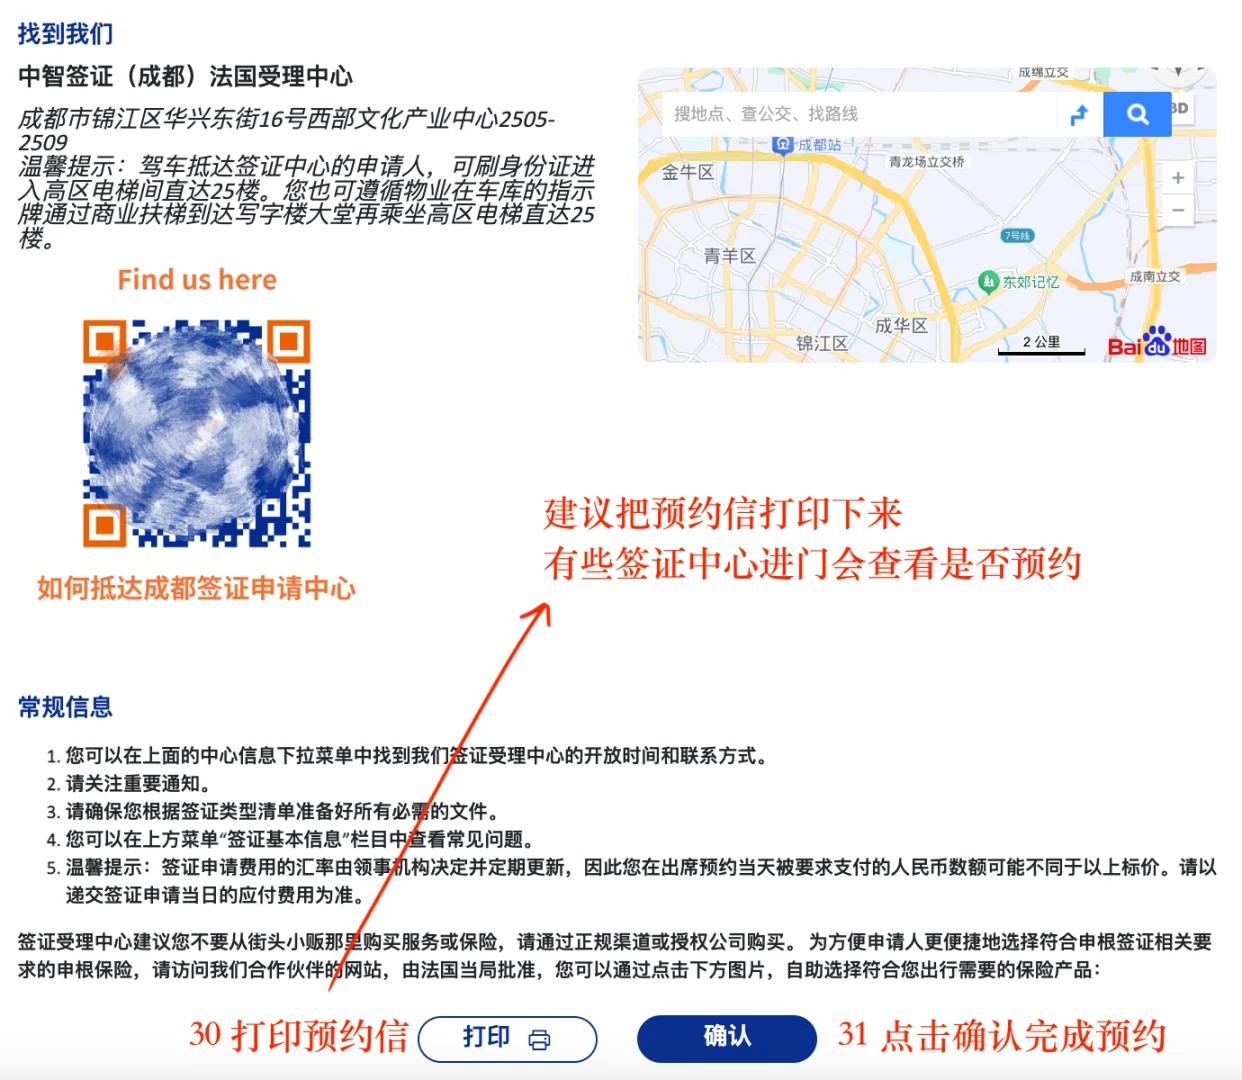 找到我们
中智签证（成都）法国受理中心
成都市锦江区华兴东街16号西部文化产业中心2505-
2509
温馨提示：驾车抵达签证中心的申请人，可刷身份证进
入高区电梯间直达25楼。您也可遵循物业在车库的指示
牌通过商业扶梯到达写字楼大堂再乘坐高区电梯直达25
楼。
Find us here
如何抵达成都签证申请中心
成绵立交
搜地点、查公交、找路线
3D
成都站
青龙场立交桥
金牛区
+
−
7号线
青羊区
东郊记忆
成南立交
成华区
锦江区
2 公里
Bai du 地图
建议把预约信打印下来
有些签证中心进门会查看是否预约
常规信息
1. 您可以在上面的中心信息下拉菜单中找到我们签证受理中心的开放时间和联系方式。
2. 请关注重要通知。
3. 请确保您根据签证类型清单准备好所有必需的文件。
4. 您可以在上方菜单“签证基本信息”栏目中查看常见问题。
5. 温馨提示：签证申请费用的汇率由领事机构决定并定期更新，因此您在出席预约当天被要求支付的人民币数额可能不同于以上标价。请以
递交签证申请当日的应付费用为准。
签证受理中心建议您不要从街头小贩那里购买服务或保险，请通过正规渠道或授权公司购买。 为方便申请人更便捷地选择符合申根签证相关要
求的申根保险，请访问我们合作伙伴的网站，由法国当局批准，您可以通过点击下方图片，自助选择符合您出行需要的保险产品：
30 打印预约信
打印
确认
31 点击确认完成预约